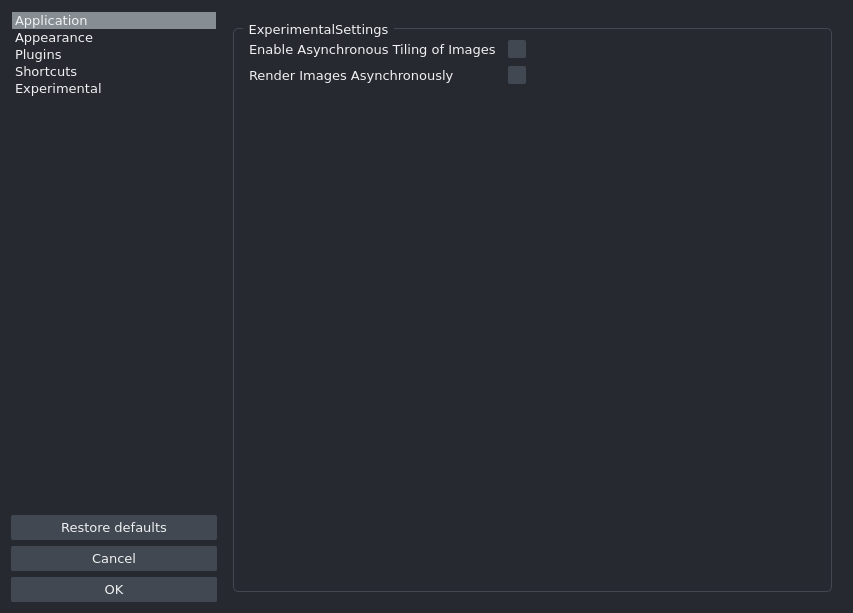 Application
Appearance
Plugins
Shortcuts
Experimental
ExperimentalSettings
Enable Asynchronous Tiling of Images
Render Images Asynchronously
Restore defaults
Cancel
OK